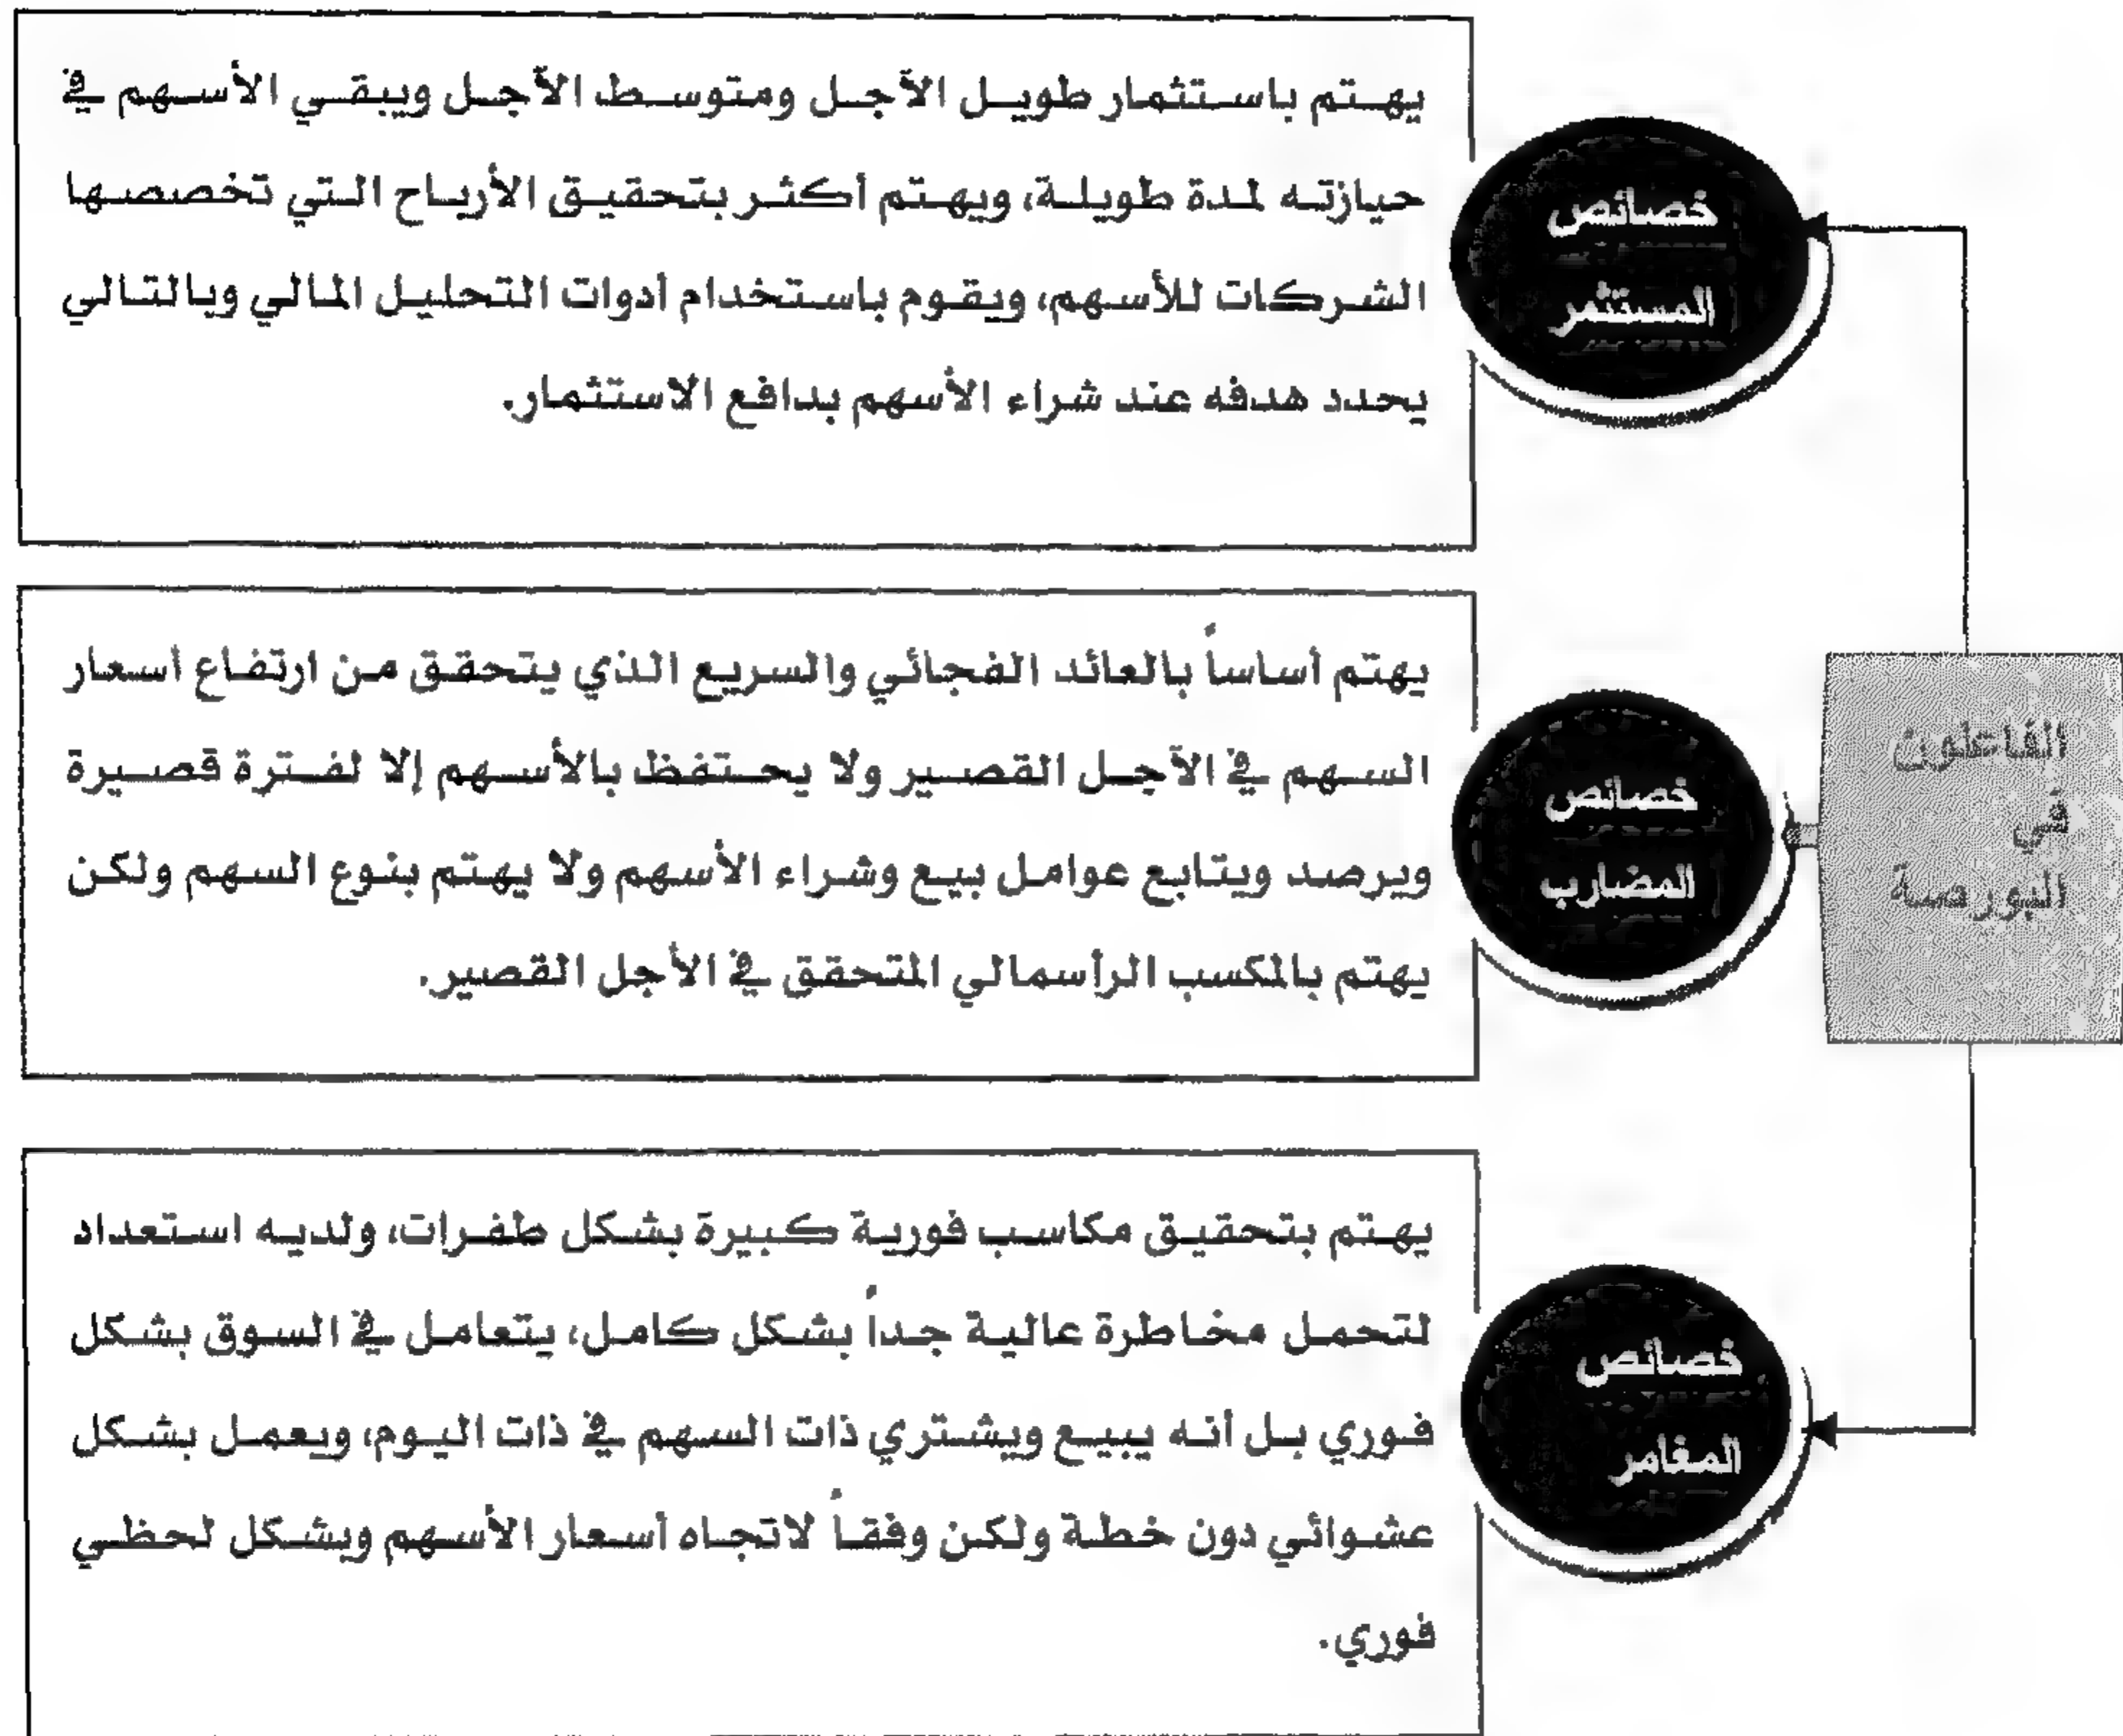 الفاعلون
في
البورصة
خصائص
المستثمر
يهتم باستثمار طويل الآجل ومتوسط الآجل ويبقي الأسهم في
حيازته لمدة طويلة، ويهتم أكثر بتحقيق الأرباح التي تخصصها
الشركات للأسهم، ويقوم باستخدام أدوات التحليل المالي وبالتالي
يحدد هدفه عند شراء الأسهم بدافع الاستثمار.
خصائص
المضارب
يهتم أساساً بالعائد الفجائي والسريع الذي يتحقق من ارتفاع أسعار
السهم في الآجل القصير ولا يحتفظ بالأسهم إلا لفترة قصيرة
ويرصد ويتابع عوامل بيع وشراء الأسهم ولا يهتم بنوع السهم ولكن
يهتم بالمكسب الرأسمالي المتحقق في الأجل القصير.
خصائص
المغامر
يهتم بتحقيق مكاسب فورية كبيرة بشكل طفرات، ولديه استعداد
لتحمل مخاطرة عالية جداً بشكل كامل، يتعامل في السوق بشكل
فوري بل أنه يبيع ويشتري ذات السهم في ذات اليوم، ويعمل بشكل
عشوائي دون خطة ولكن وفقاً لاتجاه أسعار الأسهم وبشكل لحظي
فوري.